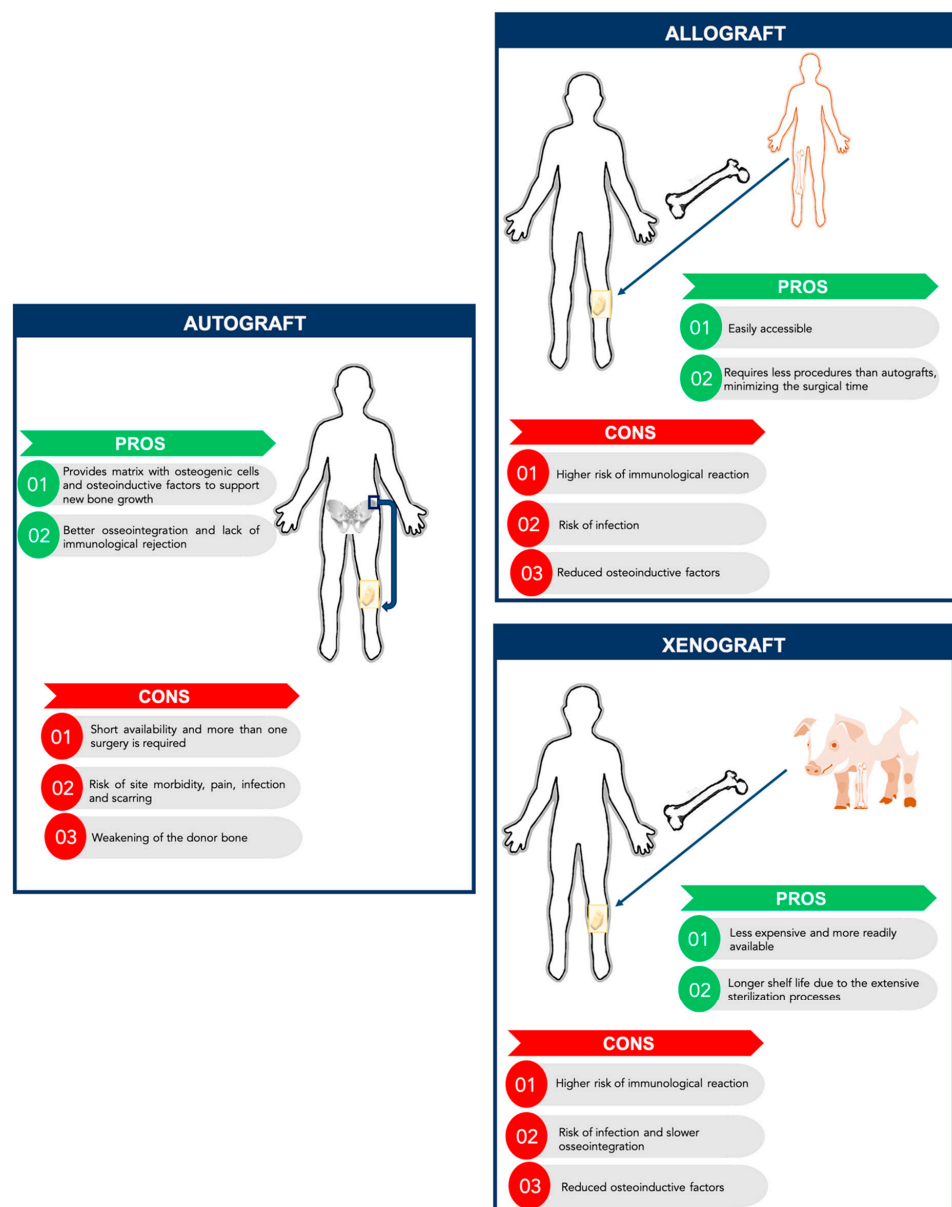 ALLOGRAFT
PROS
01
Easily accessible
02
Requires less procedures than autografts,
minimizing the surgical time
CONS
01
Higher risk of immunological reaction
02
Risk of infection
03
Reduced osteoinductive factors
AUTOGRAFT
PROS
01
Provides matrix with osteogenic cells
and osteoinductive factors to support
new bone growth
02
Better osseointegration and lack of
immunological rejection
CONS
01
Short availability and more than one
surgery is required
02
Risk of site morbidity, pain, infection
and scarring
03
Weakening of the donor bone
XENOGRAFT
PROS
01
Less expensive and more readily
available
02
Longer shelf life due to the extensive
sterilization processes
CONS
01
Higher risk of immunological reaction
02
Risk of infection and slower
osseointegration
03
Reduced osteoinductive factors